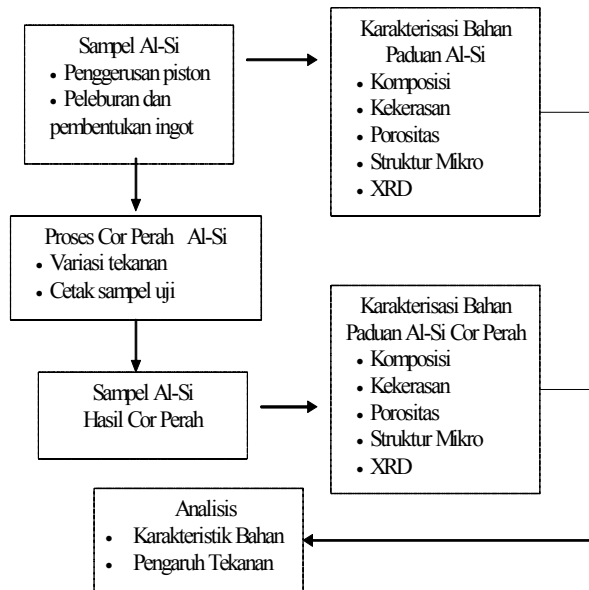 Sampel Al-Si
• Penggerusan piston
• Peleburan dan
pembentukan ingot
Karakterisasi Bahan
Paduan Al-Si
• Komposisi
• Kekerasan
• Porositas
• Struktur Mikro
• XRD
Proses Cor Perah Al-Si
• Variasi tekanan
• Cetak sampel uji
Sampel Al-Si
Hasil Cor Perah
Karakterisasi Bahan
Paduan Al-Si Cor Perah
• Komposisi
• Kekerasan
• Porositas
• Struktur Mikro
• XRD
Analisis
• Karakteristik Bahan
• Pengaruh Tekanan